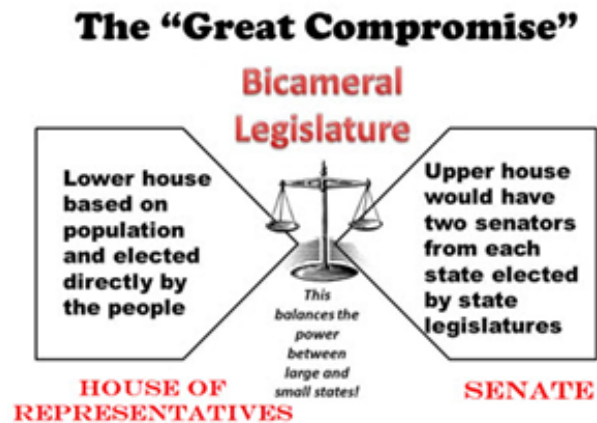 The “Great Compromise”
Bicameral
Legislature
Lower house
based on
population
and elected
directly by
the people
This
balances the
power
between
large and
small states!
Upper house
would have
two senators
from each
state elected
by state
legislatures
HOUSE OF
REPRESENTATIVES
SENATE